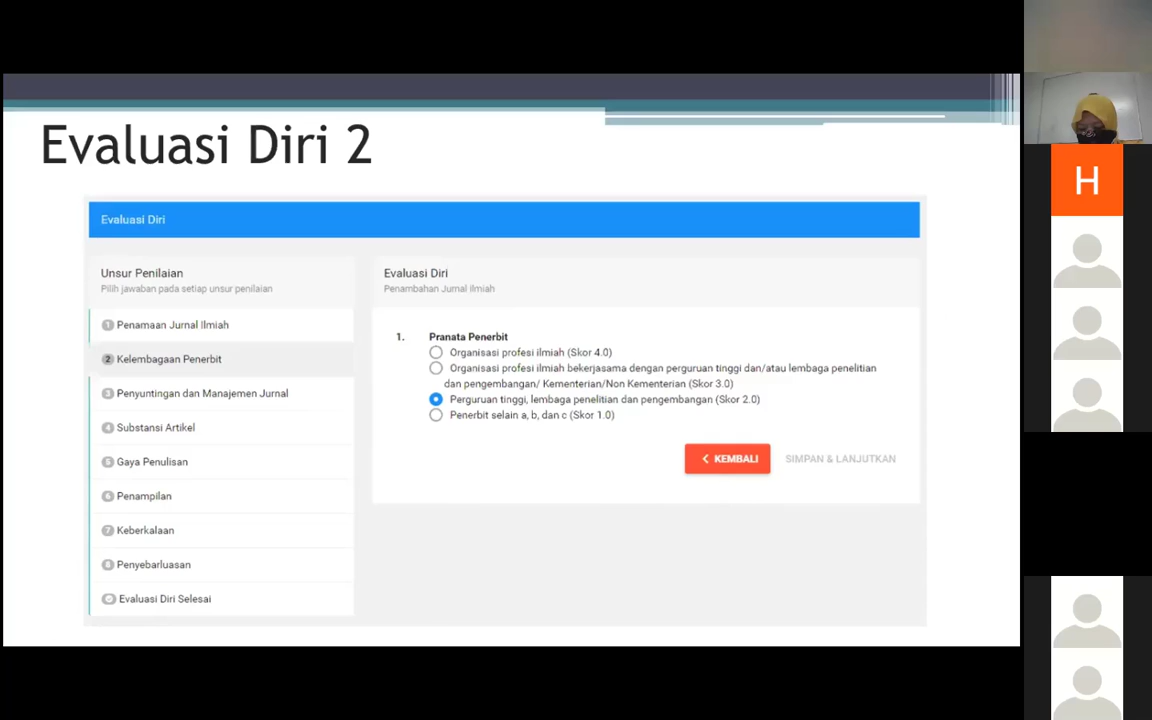 Evaluasi Diri 2
Evaluasi Diri
Unsur Penilaian
Pilih jawaban pada setiap unsur penilaian
1 Penamaan Jurnal Ilmiah
2 Kelembagaan Penerbit
3 Penyuntingan dan Manajemen Jurnal
4 Substansi Artikel
5 Gaya Penulisan
6 Penampilan
7 Keberkalaan
8 Penyebarluasan
Evaluasi Diri Selesai
Evaluasi Diri
Penambahan Jurnal Ilmiah
1. Pranata Penerbit
Organisasi profesi ilmiah (Skor 4.0)
Organisasi profesi ilmiah bekerjasama dengan perguruan tinggi dan/atau lembaga penelitian
dan pengembangan/ Kementerian/Non Kementerian (Skor 3.0)
Perguruan tinggi, lembaga penelitian dan pengembangan (Skor 2.0)
Penerbit selain a, b, dan c (Skor 1.0)
< KEMBALI SIMPAN & LANJUTKAN
H